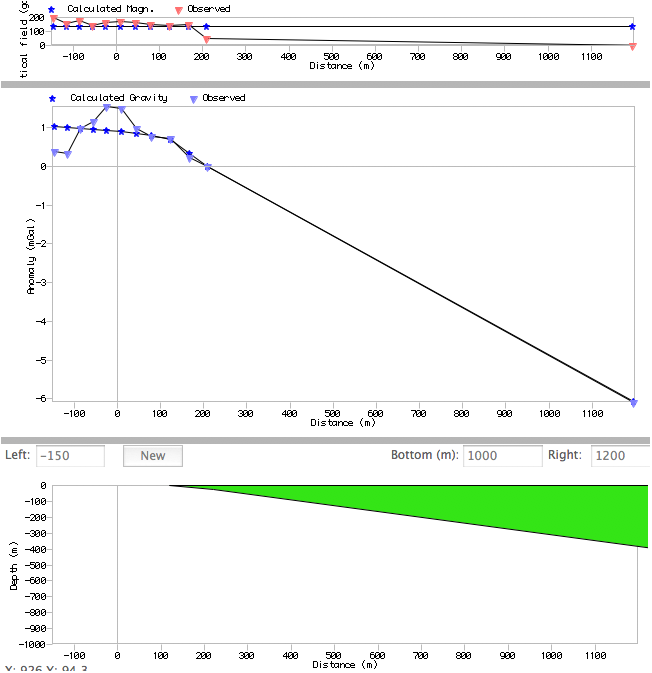 Calculated Magn. Observed
tical field (g
200
100
0
-100 0 100 200 300 400 500 600 700 800 900 1000 1100
Distance (m)
Calculated Gravity Observed
1
0
-1
-2
-3
-4
-5
-6
Anomaly (mGal)
-100 0 100 200 300 400 500 600 700 800 900 1000 1100
Distance (m)
Left: -150 New Bottom (m): 1000 Right: 1200
0
-100
-200
-300
-400
-500
-600
-700
-800
-900
-1000
Depth (m)
-100 0 100 200 300 400 500 600 700 800 900 1000 1100
Distance (m)
X: 926 Y: 94.3